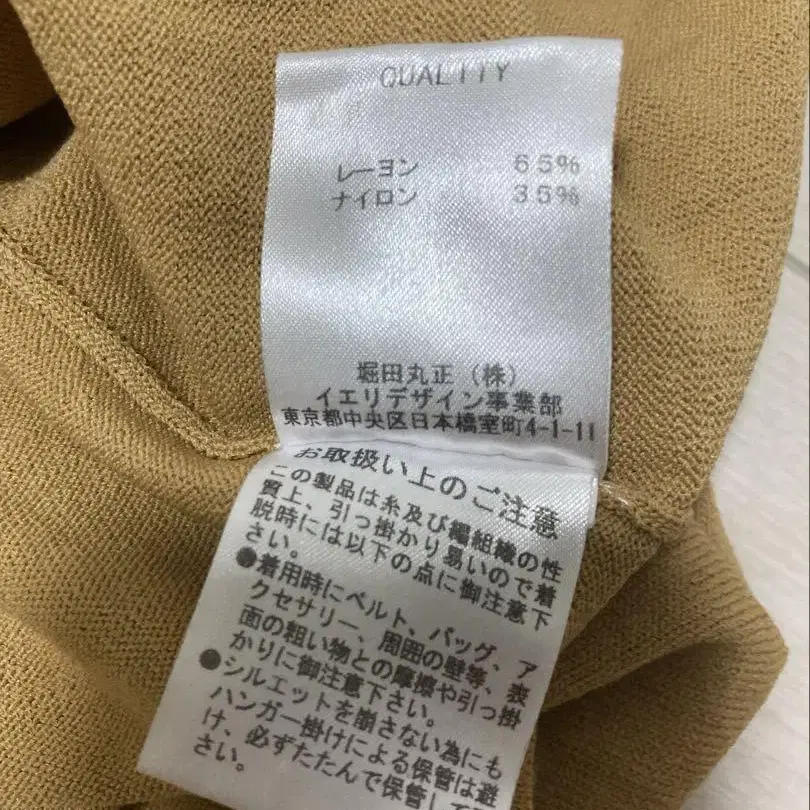 QUALITY
レーヨン 65%
ナイロン 35%
堀田丸正(株)
イエリデザイン事業部
東京都中央区日本橋室町4-1-11
お取扱い上のご注意
この製品は糸及び編組織の性
質上、引っ掛かり易いので着
脱時には以下の点に御注意下
さい。
●着用時にベルト、バッグ、ア
クセサリー、周囲の壁等、表
面の粗い物との摩擦や引っ掛
かりに御注意下さい。
●シルエットを崩さない為にも
ハンガー掛けによる保管は避
け、必ずたたんで保管して下
さい。